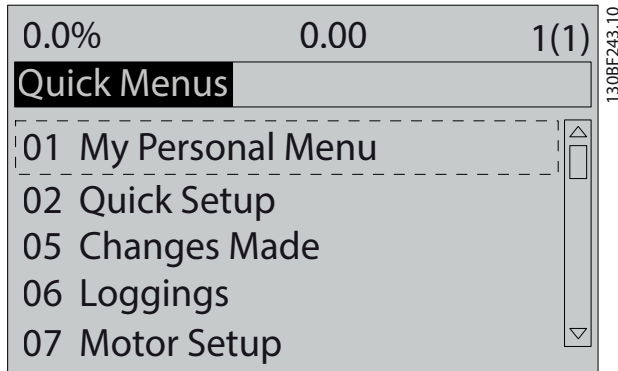 0.0% 0.00 1(1)
Quick Menus
01 My Personal Menu
02 Quick Setup
05 Changes Made
06 Loggings
07 Motor Setup
130BF243.10